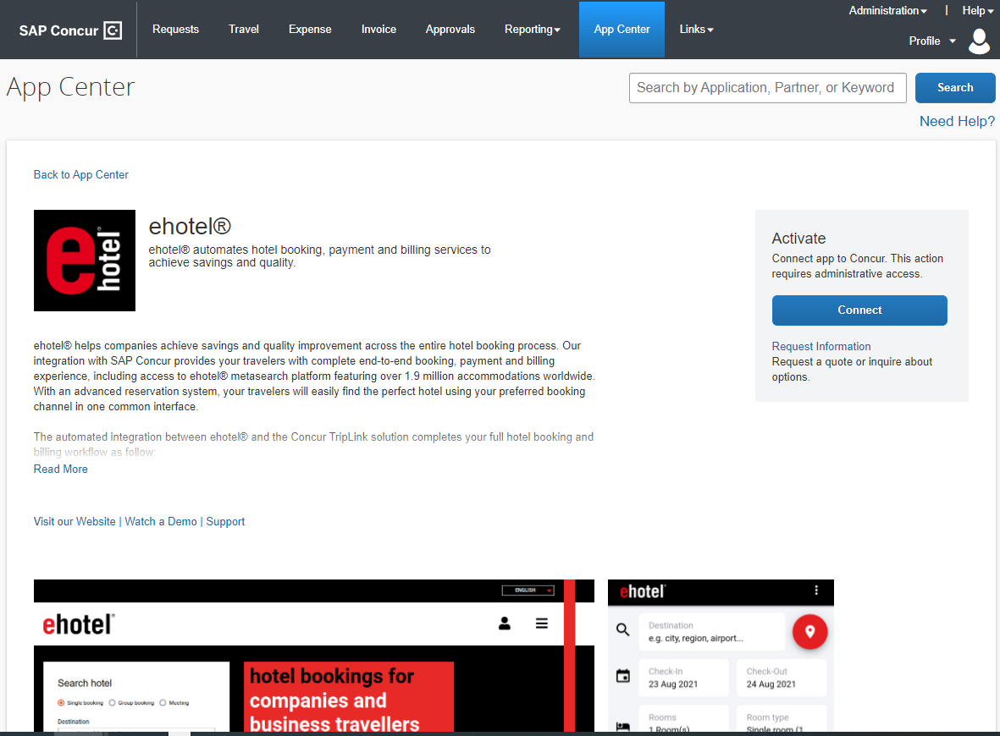 Administration | Help
SAP Concur C Requests Travel Expense Invoice Approvals Reporting App Center Links
Profile
App Center
Search by Application, Partner, or Keyword
Search
Need Help?
Back to App Center
e hotel®
ehotel®
ehotel® automates hotel booking, payment and billing services to
achieve savings and quality.
Activate
Connect app to Concur. This action
requires administrative access.
Connect
Request Information
Request a quote or inquire about
options.
ehotel® helps companies achieve savings and quality improvement across the entire hotel booking process. Our
integration with SAP Concur provides your travelers with complete end-to-end booking, payment and billing
experience, including access to ehotel® metasearch platform featuring over 1.9 million accommodations worldwide.
With an advanced reservation system, your travelers will easily find the perfect hotel using your preferred booking
channel in one common interface.
The automated integration between ehotel® and the Concur TripLink solution completes your full hotel booking and
billing workflow as follow:
Read More
Visit our Website | Watch a Demo | Support
ENGLISH
ehotel®
Search hotel
Single booking Group booking Meeting
Destination
hotel bookings for
companies and
business travellers
ehotel®
Destination
e.g. city, region, airport...
Check-In
23 Aug 2021
Check-Out
24 Aug 2021
Rooms
1 Room(s)
Room type
Single room (1